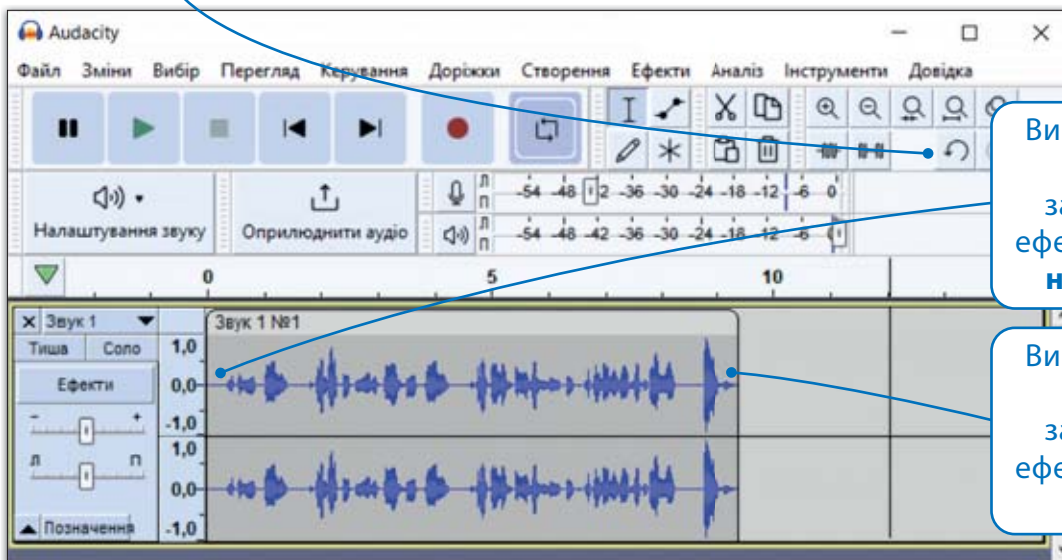 Audacity
Файл Зміни Вибір Перегляд Керування Доріжки Створення Ефекти Аналіз Інструменти Довідка
Л
П
-54 -48 -36 -30 -24 -18 -12 -6 0
Л
П
-54 -48 -42 -36 -30 -24 -18 -12 -6
Налаштування звуку
Оприлюднити аудіо
0 5 10
Звук 1
Звук 1 №1
Тиша Соло
Ефекти
- +
Л П
Позначення
1,0
0,0
-1,0
1,0
0,0
-1,0